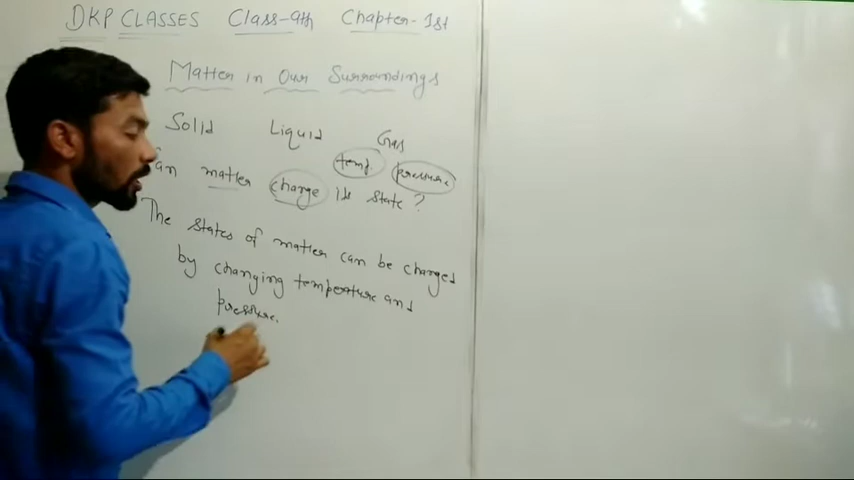 DKP CLASSES Class-9th Chapter-1st
Matter in Our Surroundings
Solid Liquid Gas
temp. pressure
an matter change its state?
The states of matter can be changed
by changing temperature and
pressure.